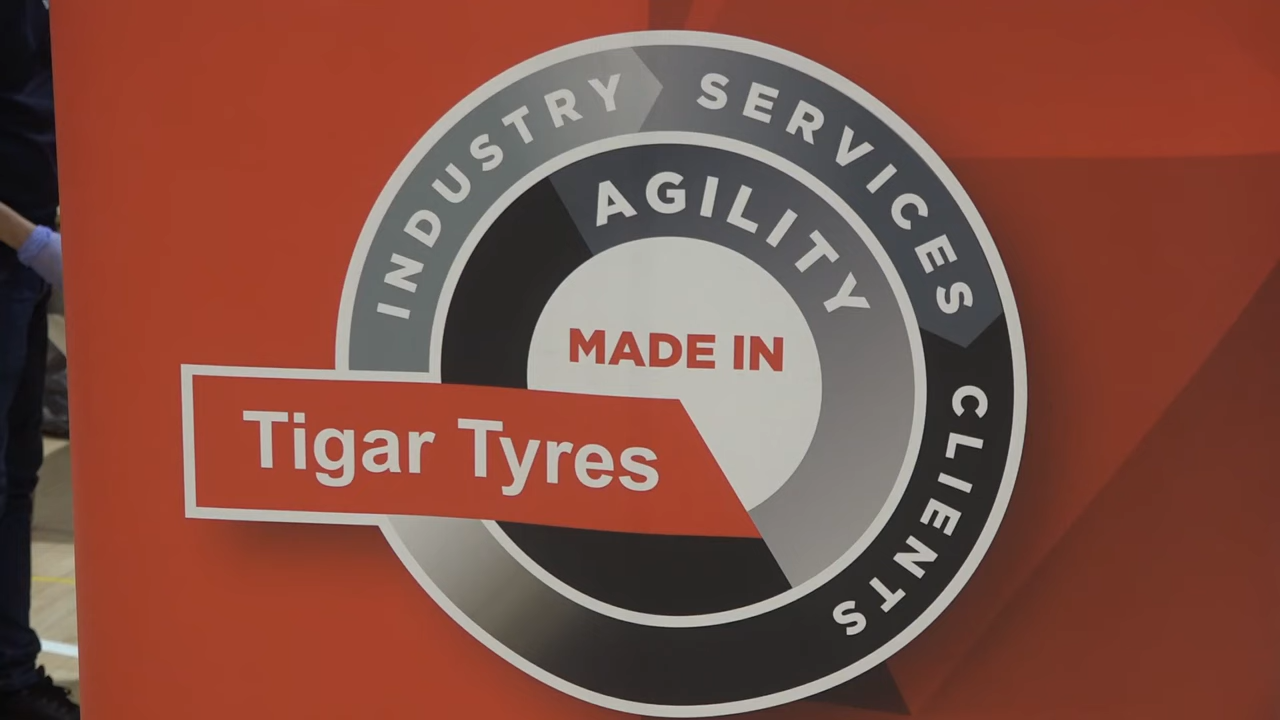 INDUSTRY
SERVICES
CLIENTS
AGILITY
MADE IN
Tigar Tyres